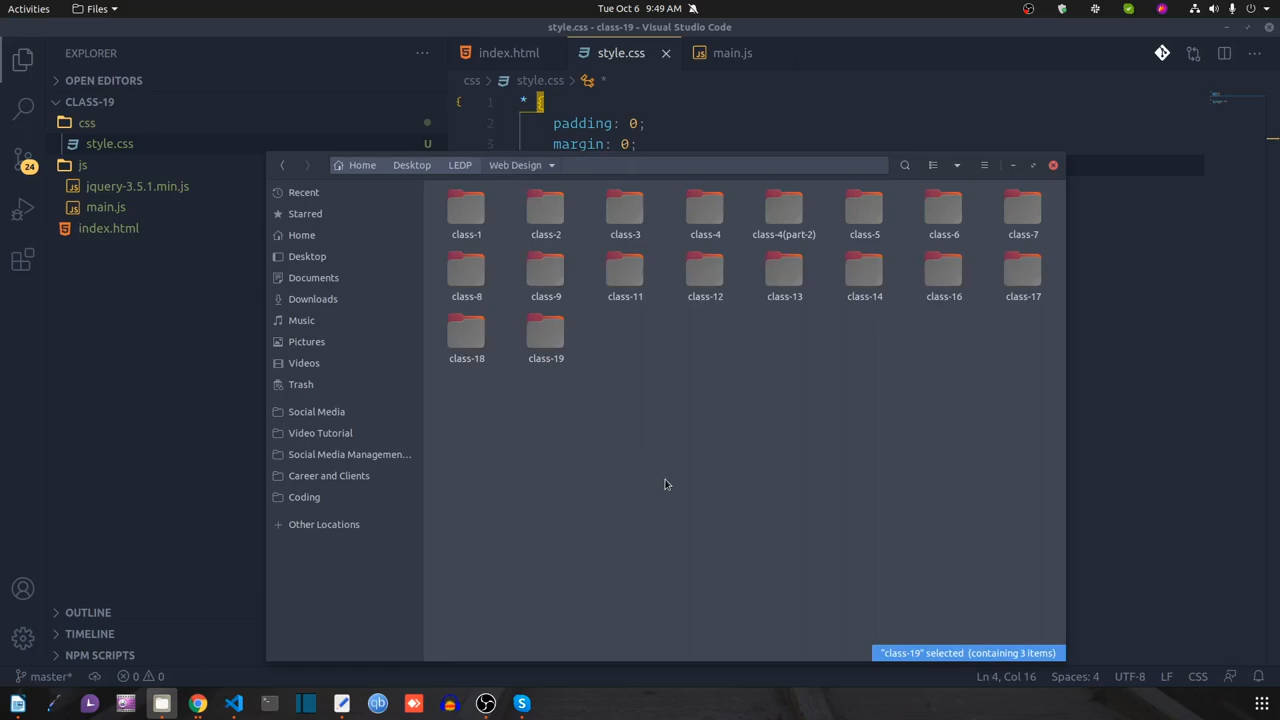 Activities
Files
Tue Oct 6 9:49 AM
style.css - class-19 - Visual Studio Code
EXPLORER
index.html
style.css
main.js
OPEN EDITORS
css
style.css
*
CLASS-19
{
1
* {
css
2
padding: 0;
style.css
U
3
margin: 0;
24
js
jquery-3.5.1.min.js
main.js
index.html
Home
Desktop
LEDP
Web Design
Recent
Starred
Home
Desktop
Documents
Downloads
Music
Pictures
Videos
Trash
Social Media
Video Tutorial
Social Media Managemen...
Career and Clients
Coding
Other Locations
class-1
class-2
class-3
class-4
class-4(part-2)
class-5
class-6
class-7
class-8
class-9
class-11
class-12
class-13
class-14
class-16
class-17
class-18
class-19
"class-19" selected (containing 3 items)
OUTLINE
TIMELINE
NPM SCRIPTS
master*
0
0
Ln 4, Col 16
Spaces: 4
UTF-8
LF
CSS
qb